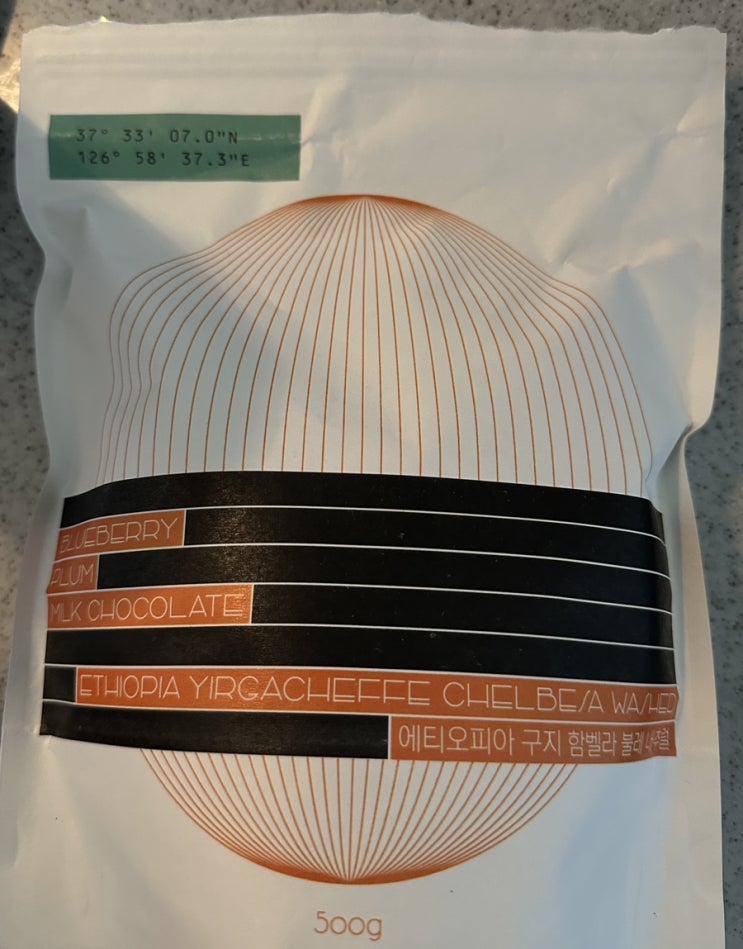 37° 33' 07.0"N
126° 58' 37.3"E
BLUEBERRY
PLUM
MILK CHOCOLATE
ETHIOPIA YIRGACHEFFE CHELBESA WASHED
에티오피아 구지 함벨라 불레 내추럴
500g